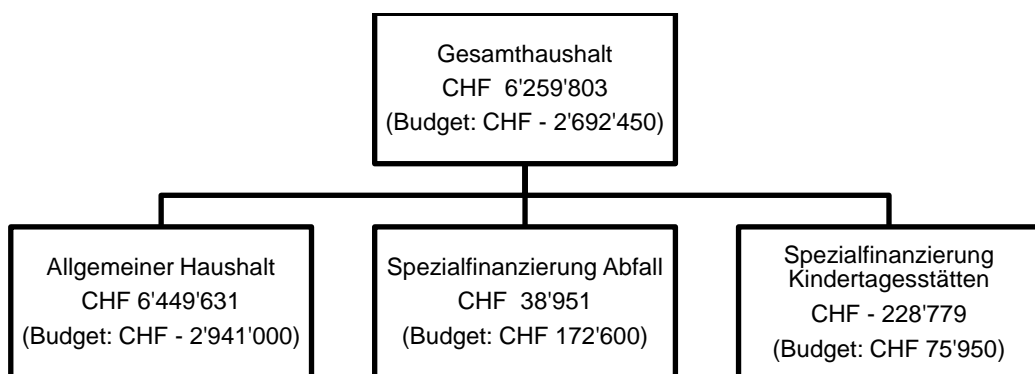 Gesamthaushalt
CHF  6'259'803
(Budget: CHF - 2'692'450)
Allgemeiner Haushalt
CHF 6'449'631
(Budget: CHF - 2'941'000)
Spezialfinanzierung Abfall
CHF  38'951
(Budget: CHF 172'600)
Spezialfinanzierung
Kindertagesstätten
CHF - 228'779
(Budget: CHF 75'950)